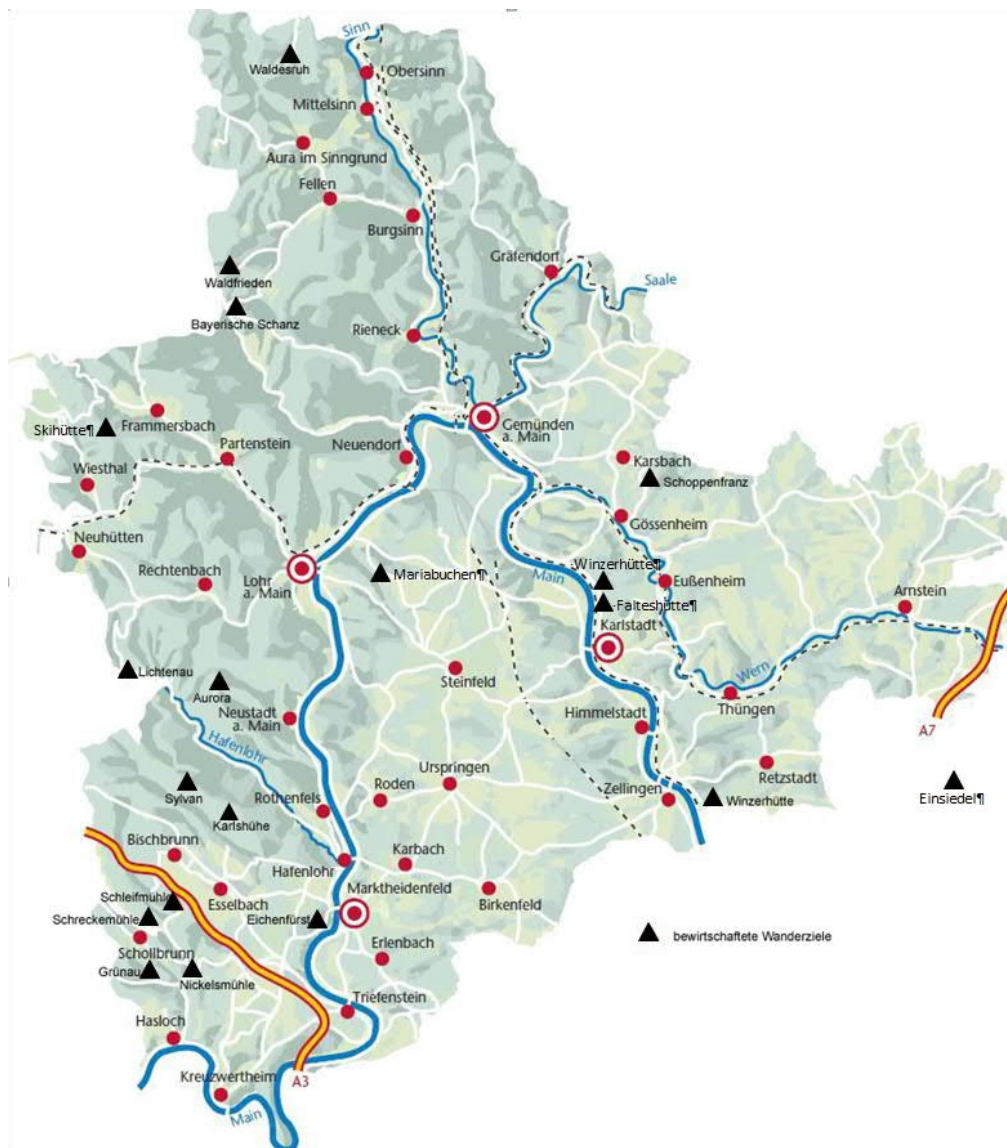 Sinn
Waldesruh
Obersinn
Mittelsinn
Aura im Sinngrund
Fellen
Burgsinn
Gräfendorf
Waldfrieden
Saale
Bayerische Schanz
Rieneck
Frammersbach
Skihütte¶
Gemünden
a. Main
Partenstein
Neuendorf
Wiesthal
Karsbach
Schoppenfranz
Gössenheim
Neuhütten
Rechtenbach
Lohr
a. Main
Mariabuchen¶
Main
Winzerhütte¶
Eußenheim
Falteshütte¶
Arnstein
Karlstadt
Lichtenau
Aurora
Steinfeld
Wern
Thüngen
Neustadt
a. Main
Himmelstadt
A7
Hafenlohr
Urspringen
Retzstadt
Sylvan
Roden
Zellingen
Winzerhütte
Einsiedel¶
Rothenfels
Karlshühe
Bischbrunn
Karbach
Hafenlohr
Marktheidenfeld
Schleifmühle
Esselbach
Birkenfeld
Schreckemühle
Eichenfürst
bewirtschaftete Wanderziele
Schollbrunn
Erlenbach
Grünau
Nickelsmühle
Triefenstein
Hasloch
Kreuzwertheim
A3
Main